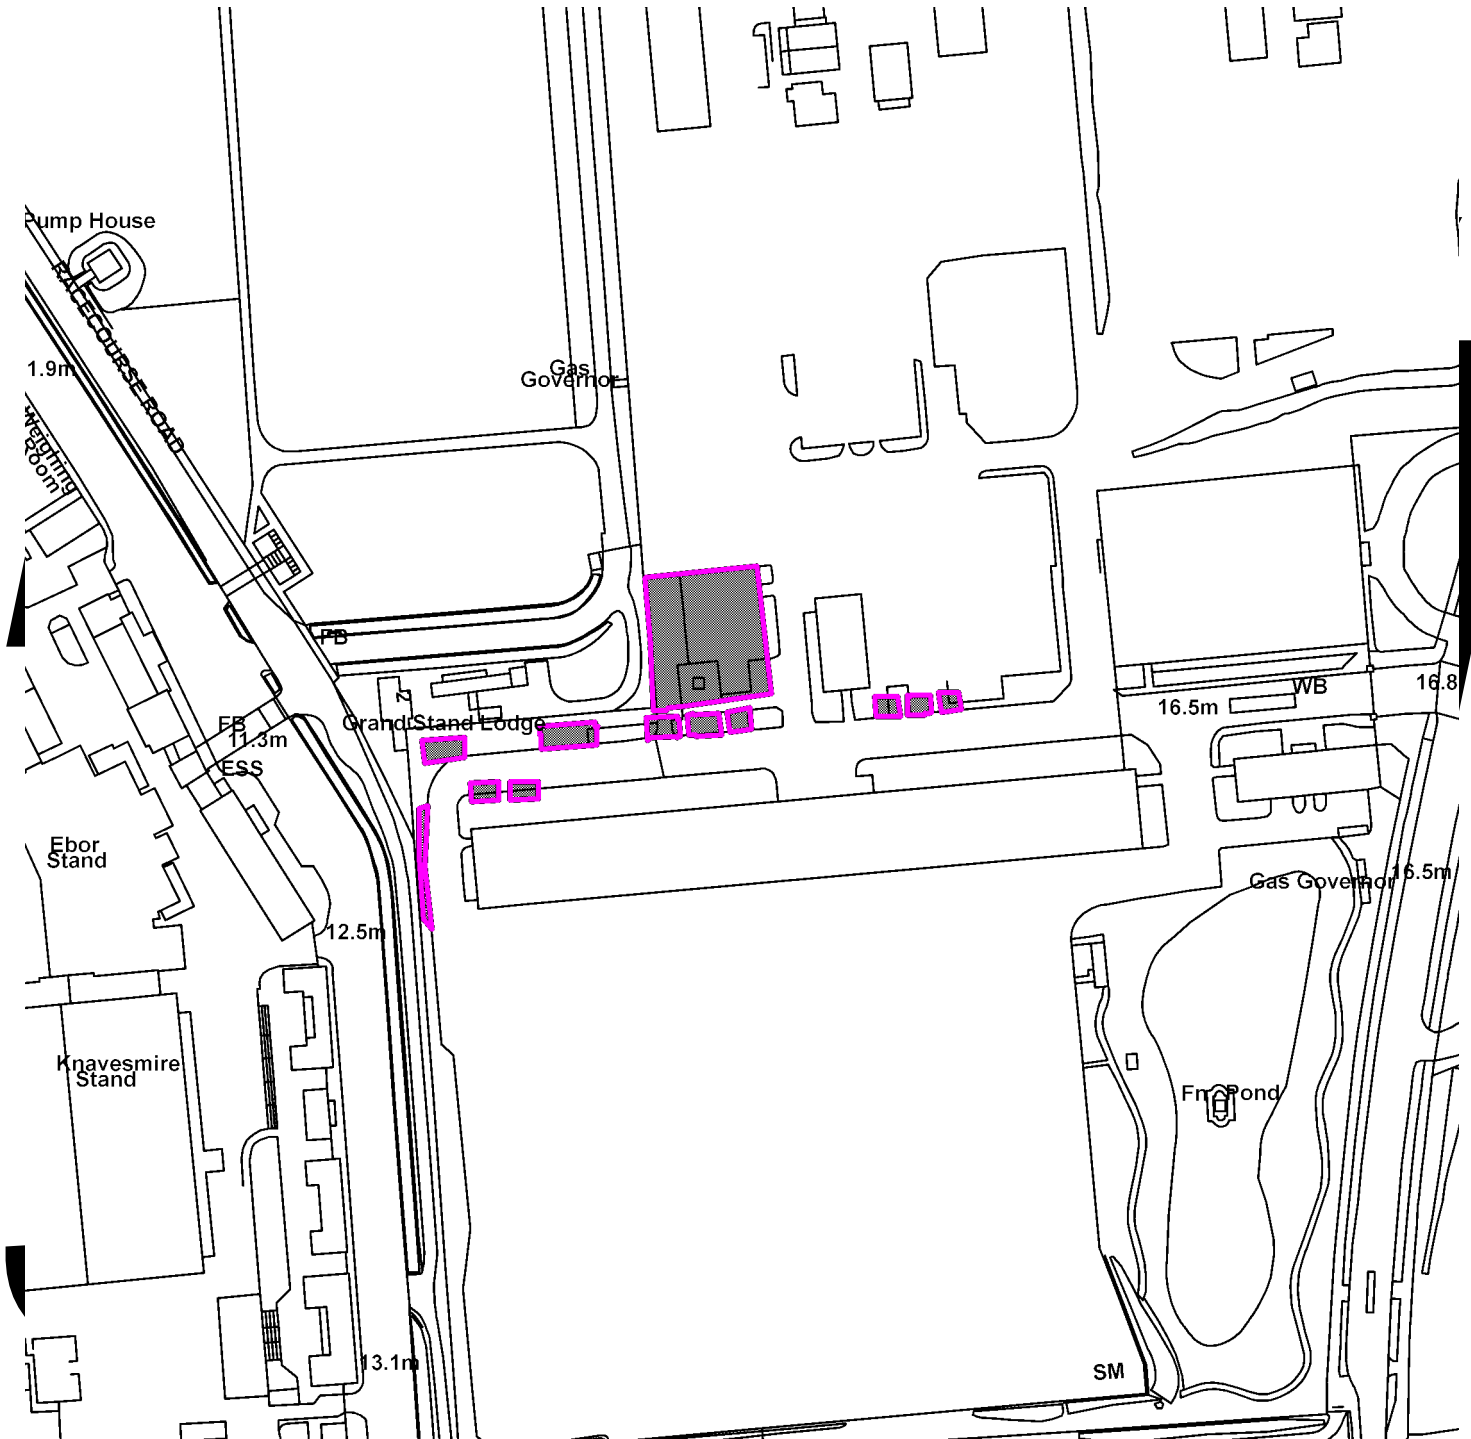 Pump House
RACECOURSE ROAD
1.9m
Gas
Governor
Weighing
Room
FB
WB
16.8
2
16.5m
Grand Stand Lodge
FB
11.3m
ESS
Ebor
Stand
16.5m
Gas Governor
12.5m
Knavesmire
Stand
Fn
Pond
13.1m
SM